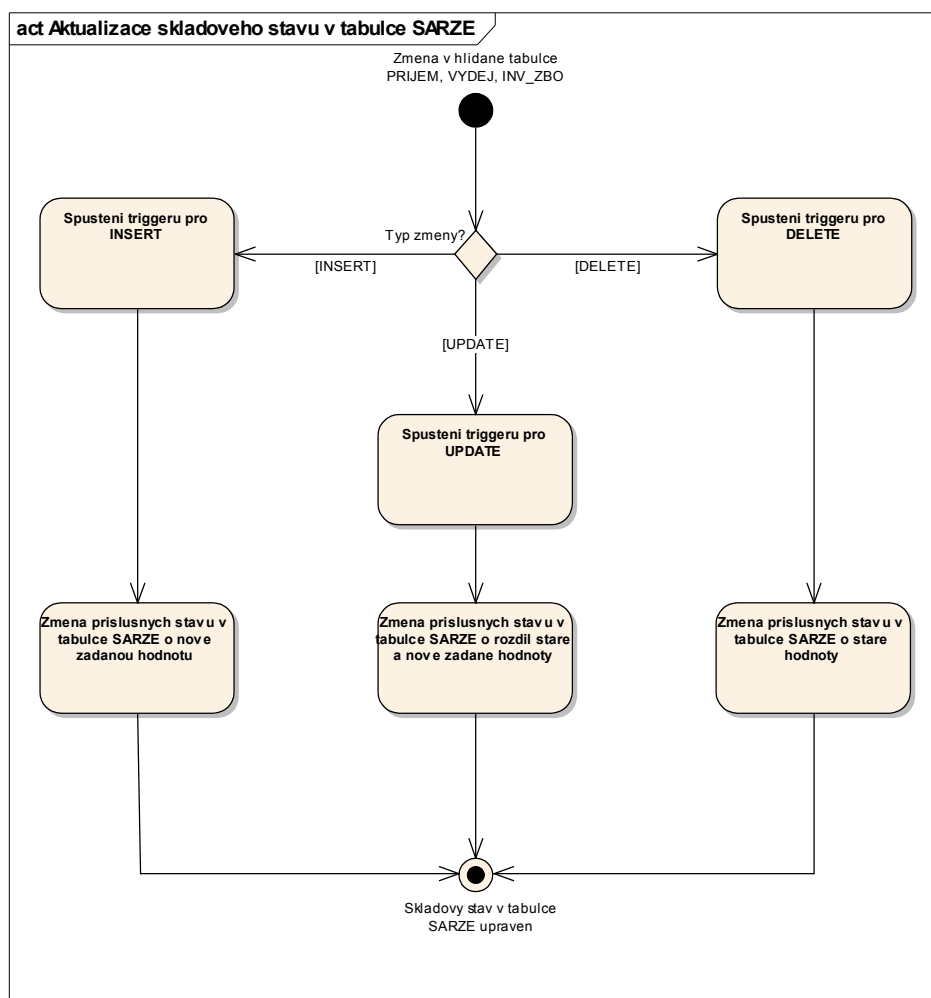 act Aktualizace skladoveho stavu v tabulce SARZE
Zmena v hlidane tabulce
PRIJEM, VYDEJ, INV_ZBO
Spusteni triggeru pro
INSERT
Typ zmeny?
Spusteni triggeru pro
DELETE
[INSERT]
[DELETE]
[UPDATE]
Spusteni triggeru pro
UPDATE
Zmena prislusnych stavu v
tabulce SARZE o nove
zadanou hodnotu
Zmena prislusnych stavu v
tabulce SARZE o rozdil stare
a nove zadane hodnoty
Zmena prislusnych stavu v
tabulce SARZE o stare
hodnoty
Skladovy stav v tabulce
SARZE upraven